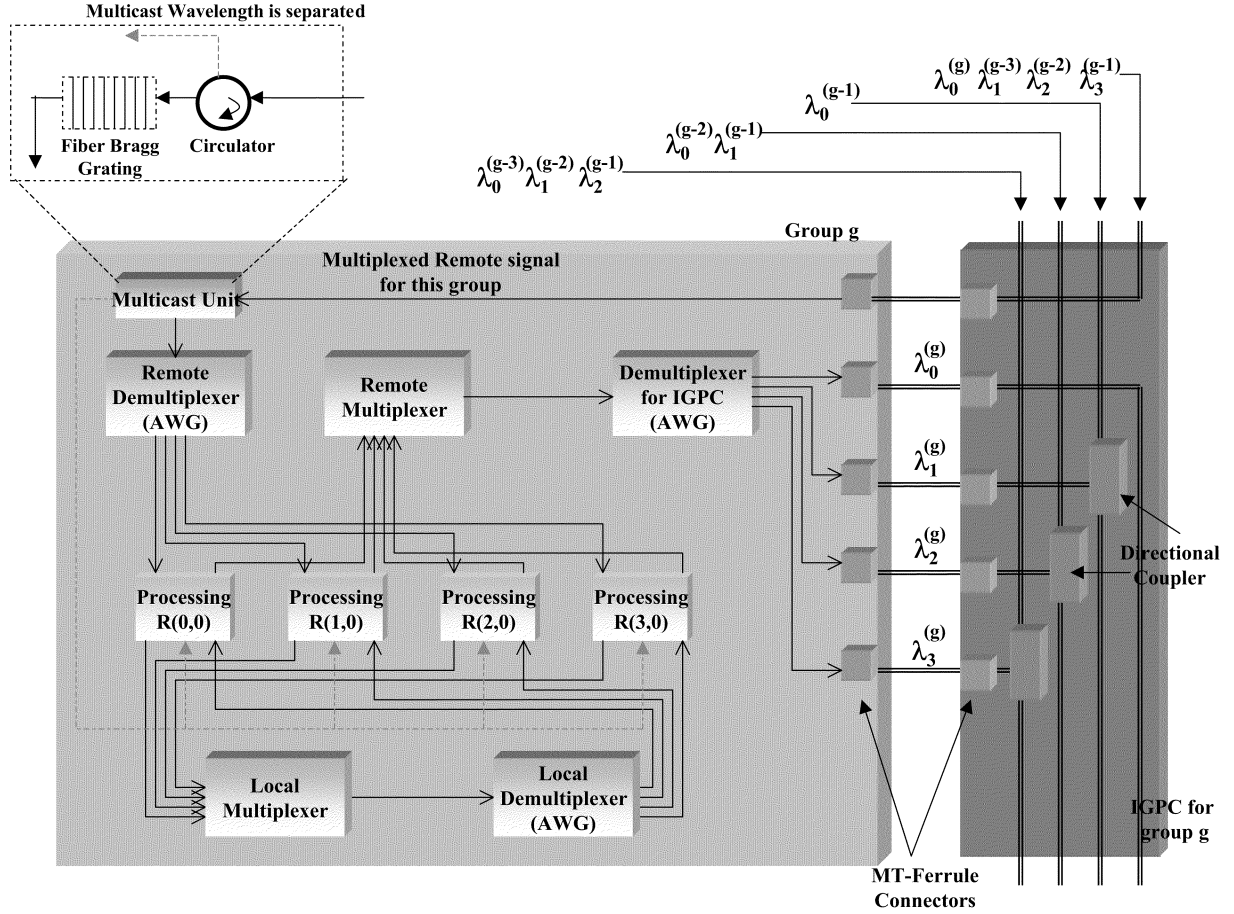 Multicast Wavelength is separated
Fiber Bragg
Grating
Circulator
λ₀⁽ᵍ⁾ λ₁⁽ᵍ⁻³⁾ λ₂⁽ᵍ⁻²⁾ λ₃⁽ᵍ⁻¹⁾
λ₀⁽ᵍ⁻¹⁾
λ₀⁽ᵍ⁻²⁾ λ₁⁽ᵍ⁻¹⁾
λ₀⁽ᵍ⁻³⁾ λ₁⁽ᵍ⁻²⁾ λ₂⁽ᵍ⁻¹⁾
Group g
Multiplexed Remote signal
for this group
Multicast Unit
Remote
Demultiplexer
(AWG)
Remote
Multiplexer
Demultiplexer
for IGPC
(AWG)
λ₀⁽ᵍ⁾
λ₁⁽ᵍ⁾
λ₂⁽ᵍ⁾
λ₃⁽ᵍ⁾
Directional
Coupler
Processing
R(0,0)
Processing
R(1,0)
Processing
R(2,0)
Processing
R(3,0)
Local
Multiplexer
Local
Demultiplexer
(AWG)
IGPC for
group g
MT-Ferrule
Connectors